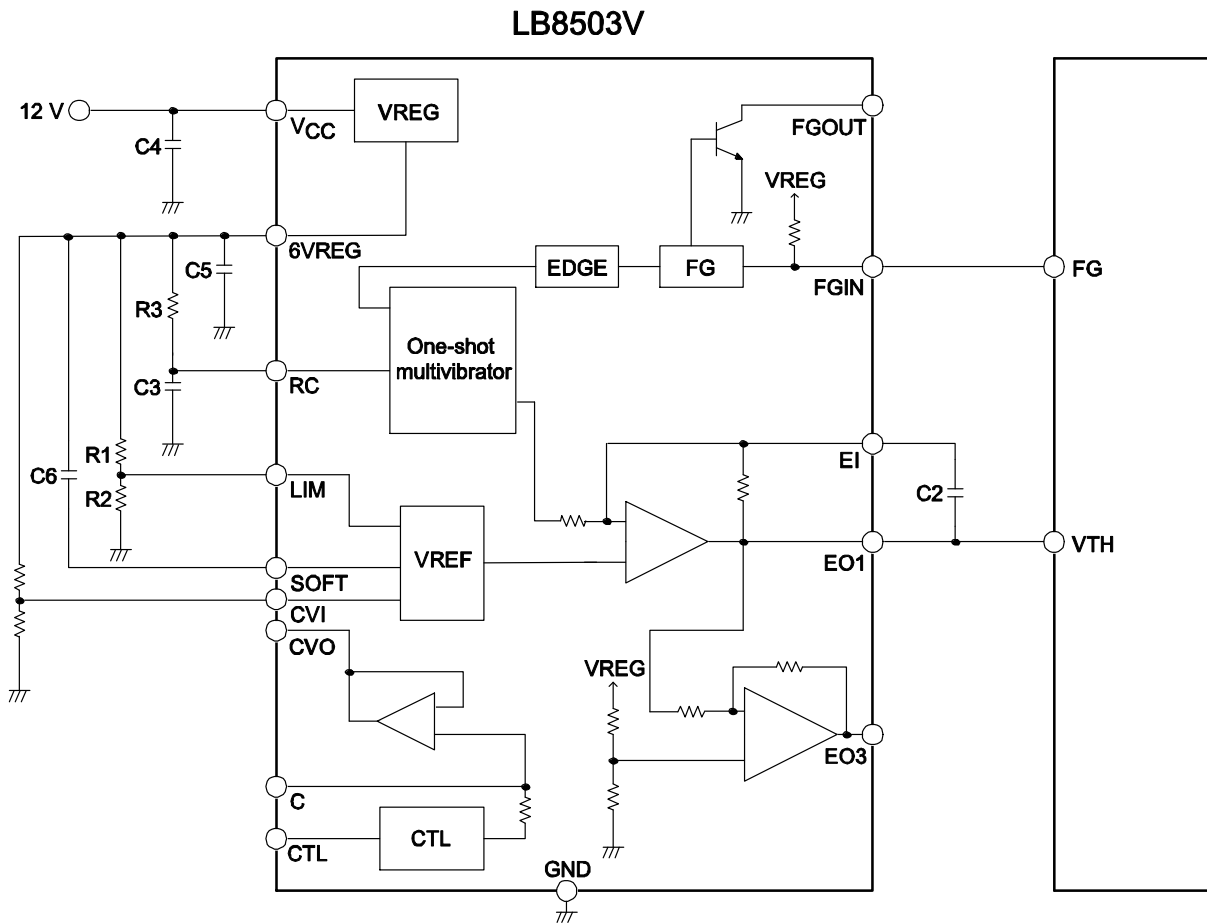 LB8503V
12 V
VCC
VREG
C4
FGOUT
VREG
6VREG
C5
EDGE
FG
FGIN
FG
R3
One-shot
multivibrator
C3
RC
R1
EI
C6
LIM
R2
C2
VREF
EO1
VTH
SOFT
CVI
CVO
VREG
EO3
C
CTL
CTL
GND